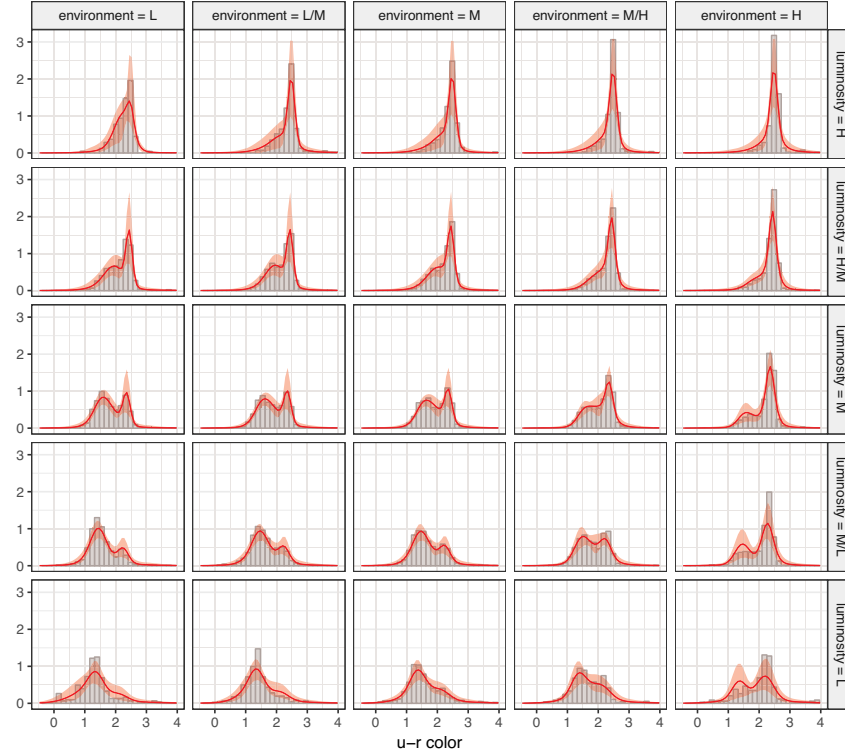 environment = L environment = L/M environment = M environment = M/H environment = H
3
2
1
0
luminosity = H
3
2
1
0
luminosity = H/M
3
2
1
0
luminosity = M
3
2
1
0
luminosity = M/L
3
2
1
0
luminosity = L
0 1 2 3 4 0 1 2 3 4 0 1 2 3 4 0 1 2 3 4 0 1 2 3 4
u−r color